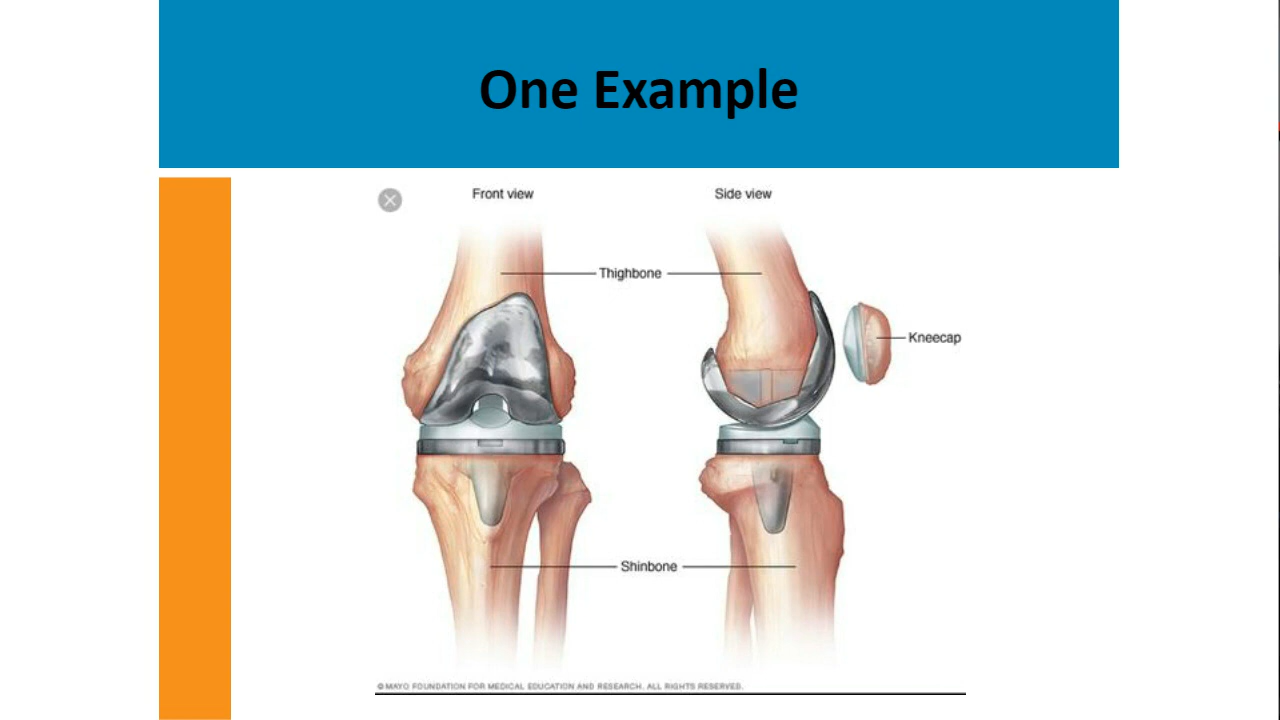 One Example
Front view
Side view
Thighbone
Kneecap
Shinbone
© MAYO FOUNDATION FOR MEDICAL EDUCATION AND RESEARCH. ALL RIGHTS RESERVED.